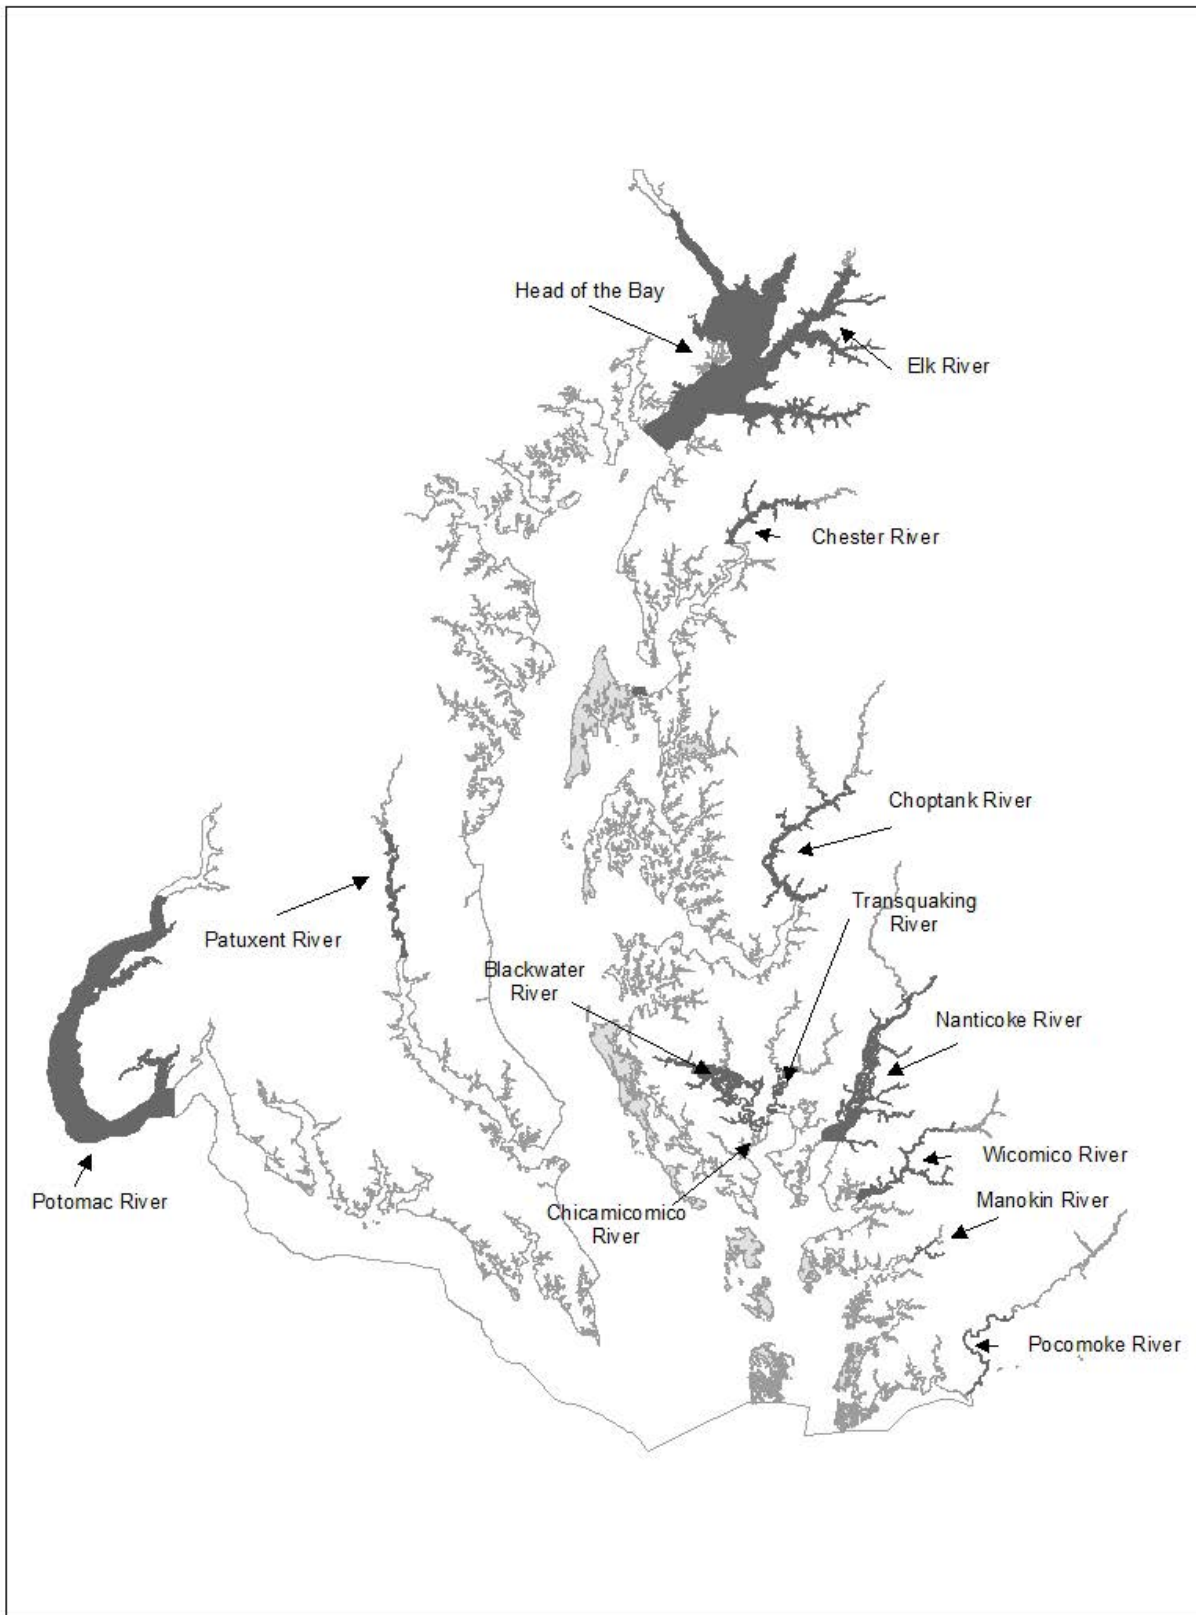 Head of the Bay
Elk River
Chester River
Choptank River
Transquaking
River
Patuxent River
Blackwater
River
Nanticoke River
Wicomico River
Potomac River
Manokin River
Chicamicomico
River
Pocomoke River